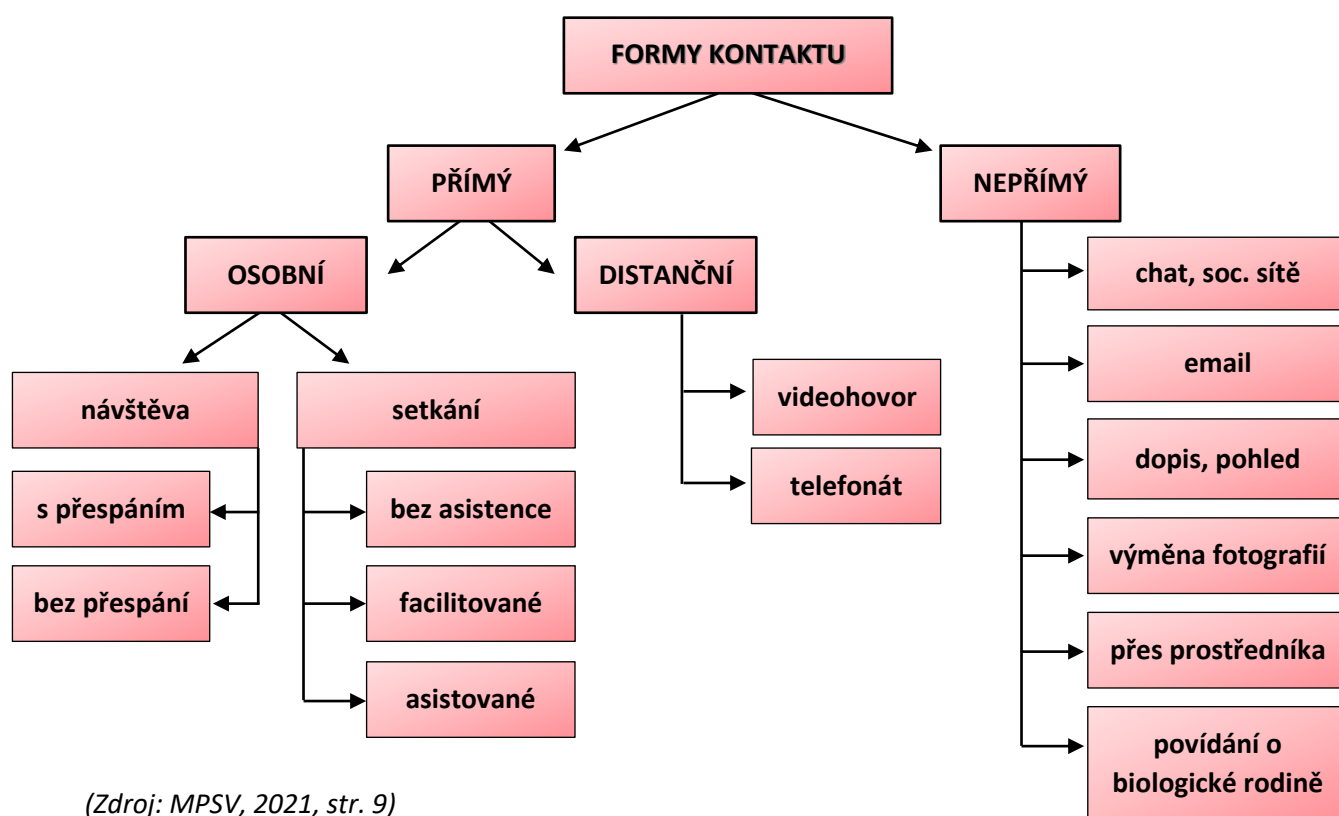 FORMY KONTAKTU
PŘÍMÝ
NEPŘÍMÝ
OSOBNÍ
DISTANČNÍ
návštěva
s přespáním
bez přespání
setkání
bez asistence
facilitované
asistované
videohovor
telefonát
chat, soc. sítě
email
dopis, pohled
výměna fotografií
přes prostředníka
povídání o
biologické rodině
(Zdroj: MPSV, 2021, str. 9)